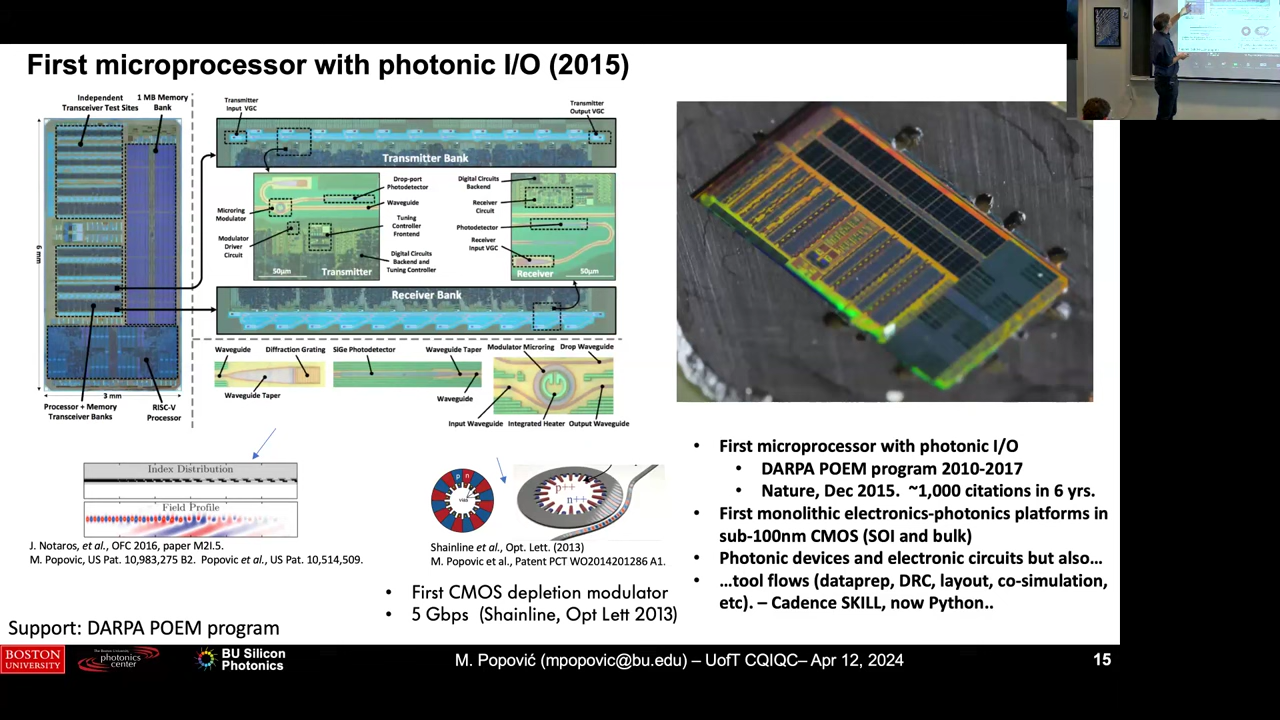 First microprocessor with photonic I/O (2015)
Independent
Transceiver Test Sites
1 MB Memory
Bank
6 mm
3 mm
Processor + Memory
Transceiver Banks
RISC-V
Processor
Transmitter
Input VGC
Transmitter
Output VGC
Transmitter Bank
Drop-port
Photodetector
Waveguide
Microring
Modulator
Tuning
Controller
Frontend
Modulator
Driver
Circuit
Digital Circuits
Backend and
Tuning Controller
50μm
Transmitter
Digital Circuits
Backend
Receiver
Circuit
Photodetector
Receiver
Input VGC
Receiver
50μm
Receiver Bank
Waveguide
Diffraction Grating
Waveguide Taper
SiGe Photodetector
Waveguide Taper
Waveguide
Modulator Microring
Drop Waveguide
Input Waveguide
Integrated Heater
Output Waveguide
Index Distribution
Field Profile
J. Notaros, et al., OFC 2016, paper M2I.5.
M. Popovic, US Pat. 10,983,275 B2. Popovic et al., US Pat. 10,514,509.
p
n
vias
p++
n++
Shainline et al., Opt. Lett. (2013)
M. Popovic et al., Patent PCT WO2014201286 A1.
• First CMOS depletion modulator
• 5 Gbps (Shainline, Opt Lett 2013)
• First microprocessor with photonic I/O
• DARPA POEM program 2010-2017
• Nature, Dec 2015. ~1,000 citations in 6 yrs.
• First monolithic electronics-photonics platforms in
sub-100nm CMOS (SOI and bulk)
• Photonic devices and electronic circuits but also…
• …tool flows (dataprep, DRC, layout, co-simulation,
etc). – Cadence SKILL, now Python..
Support: DARPA POEM program
BOSTON
UNIVERSITY
photonics
center
BU Silicon
Photonics
M. Popović (mpopovic@bu.edu) – UofT CQIQC– Apr 12, 2024
15